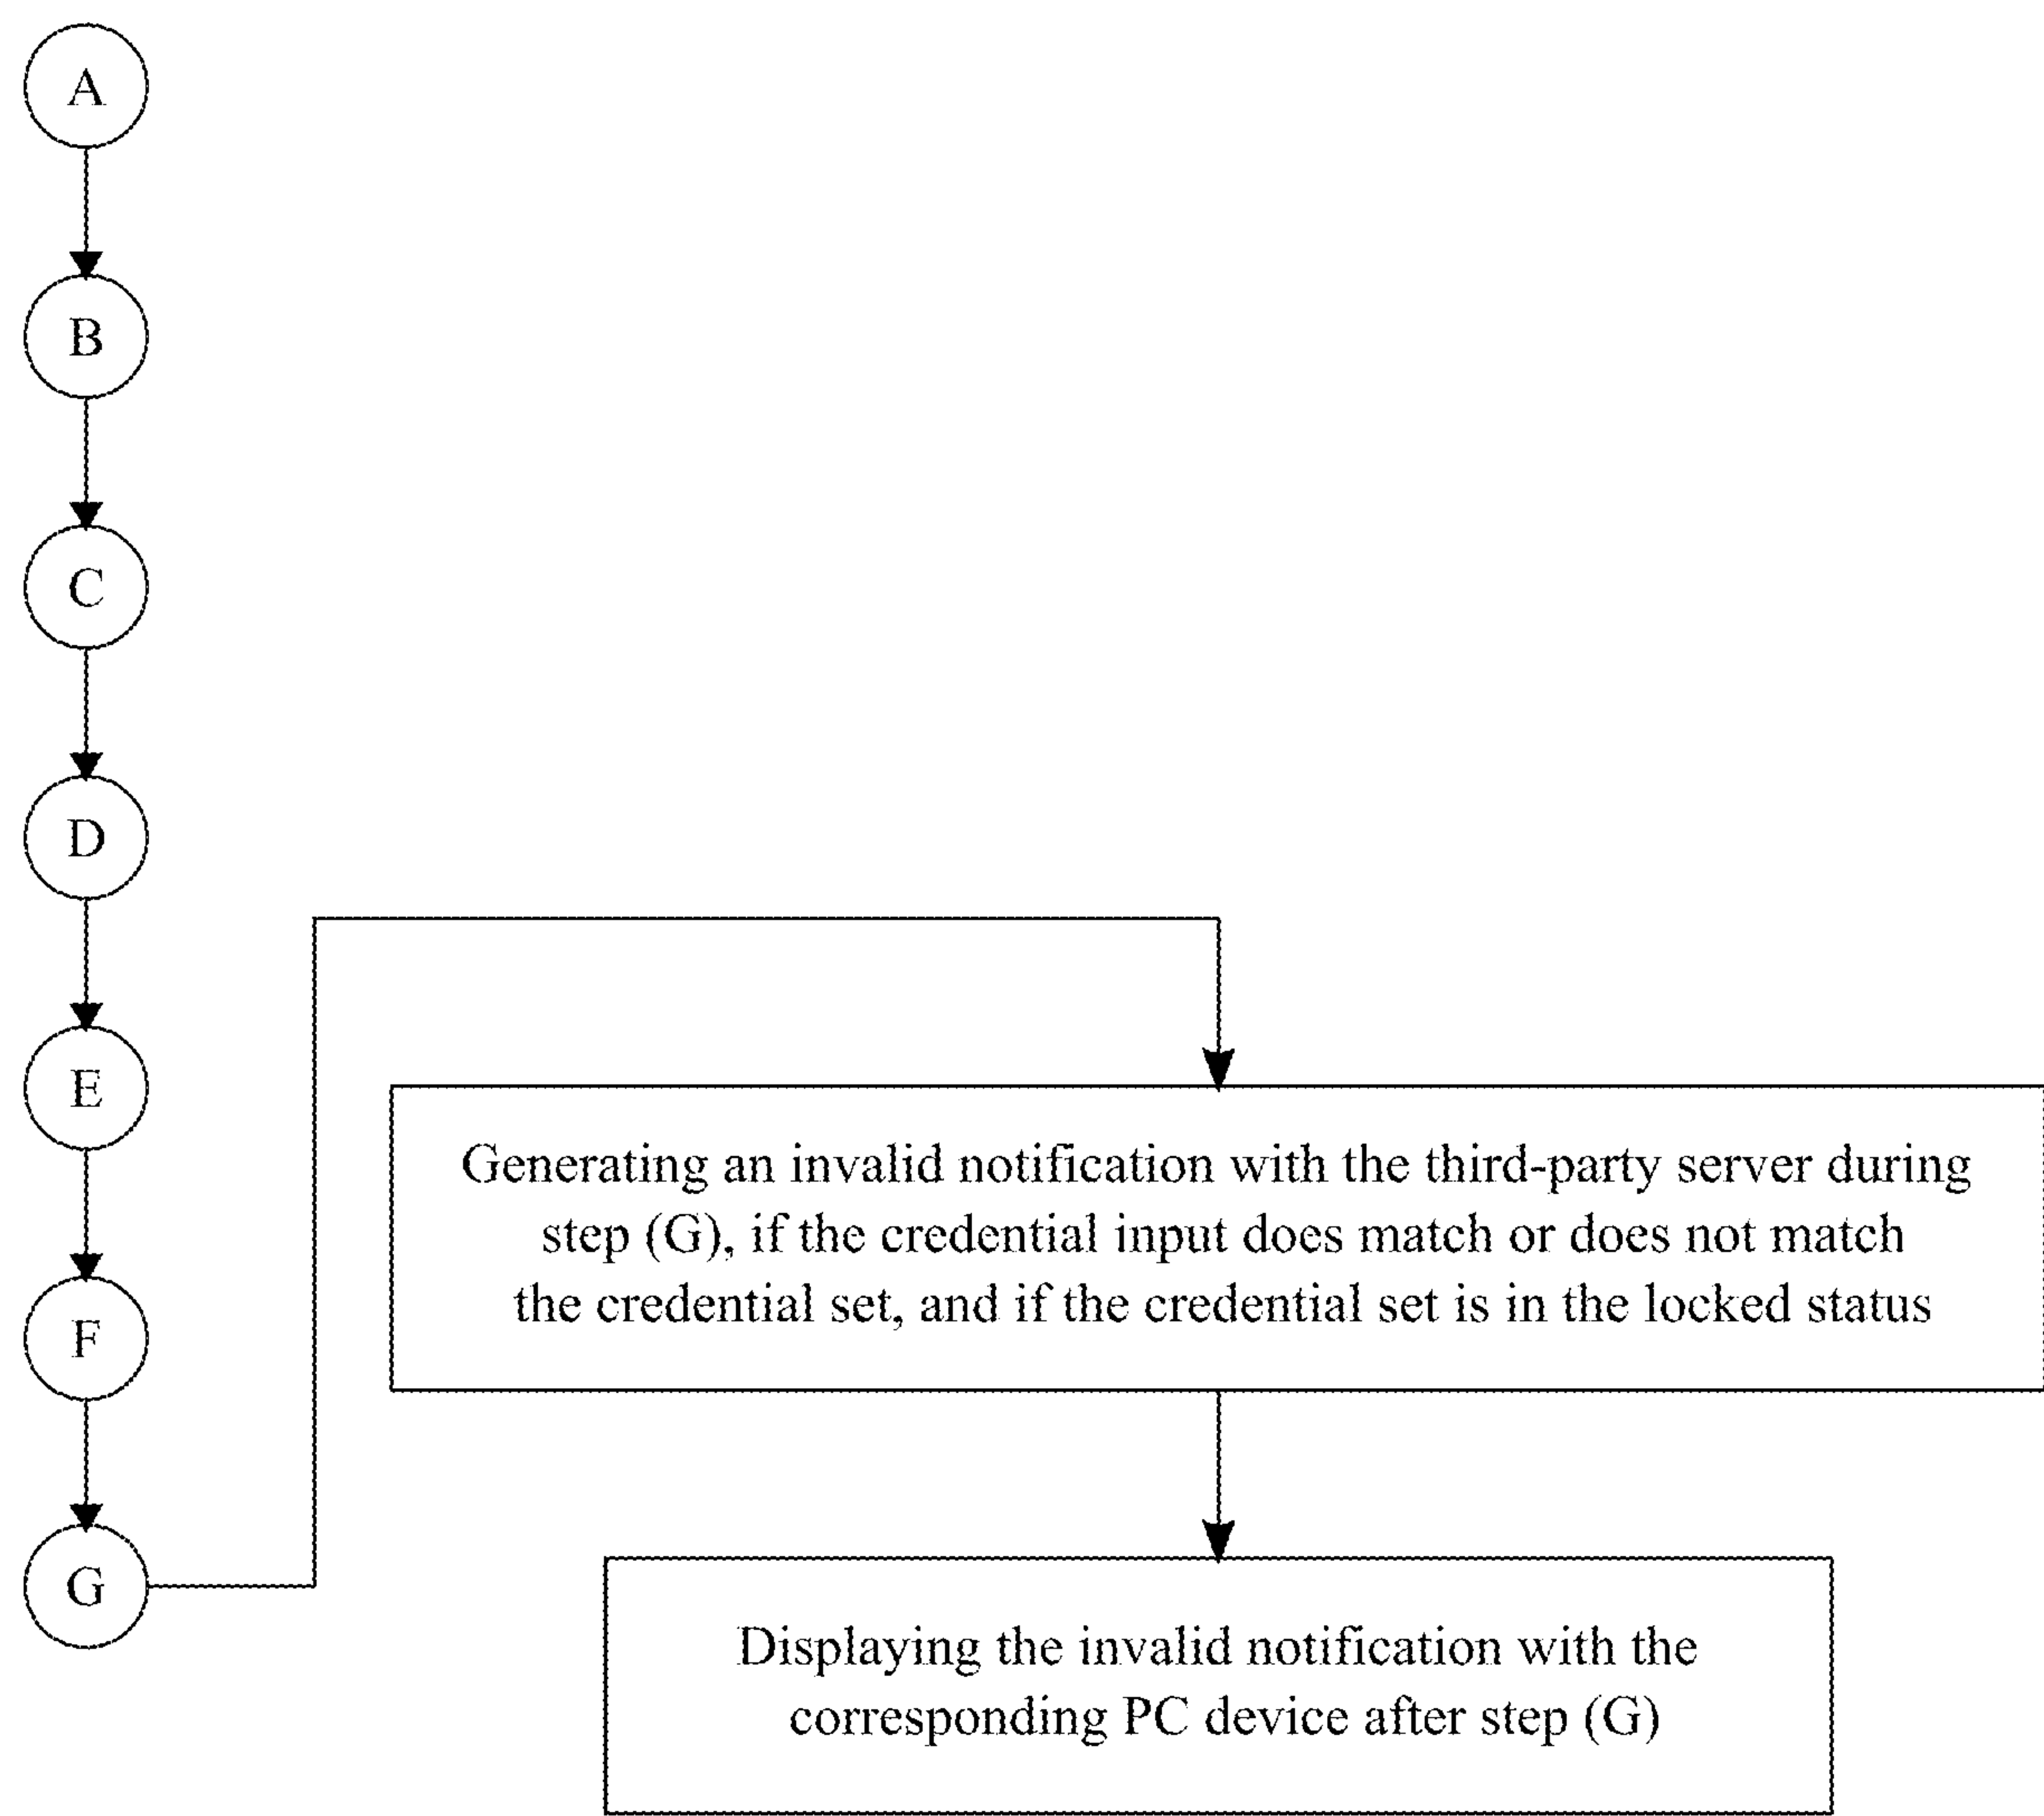 A
B
C
D
E
F
G
Generating an invalid notification with the third-party server during
step (G), if the credential input does match or does not match
the credential set, and if the credential set is in the locked status
Displaying the invalid notification with the
corresponding PC device after step (G)